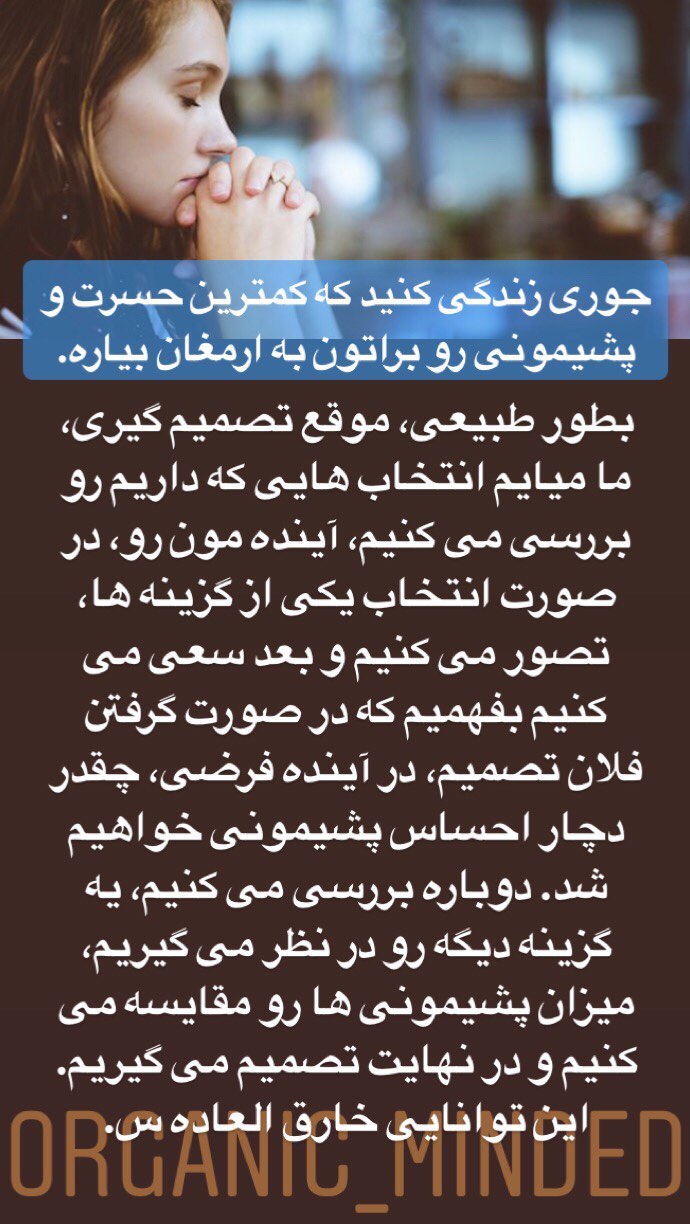 جوری زندگی کنید که کمترین حسرت و
پشیمونی رو براتون به ارمغان بیاره.
بطور طبیعی، موقع تصمیم گیری،
ما میایم انتخاب هایی که داریم رو
بررسی می کنیم، آینده مون رو، در
صورت انتخاب یکی از گزینه ها،
تصور می کنیم و بعد سعی می
کنیم بفهمیم که در صورت گرفتن
فلان تصمیم، در آینده فرضی، چقدر
دچار احساس پشیمونی خواهیم
شد. دوباره بررسی می کنیم، یه
گزینه دیگه رو در نظر می گیریم،
میزان پشیمونی ها رو مقایسه می
کنیم و در نهایت تصمیم می گیریم.
این توانایی خارق العاده س.
ORGANIC_MINDED